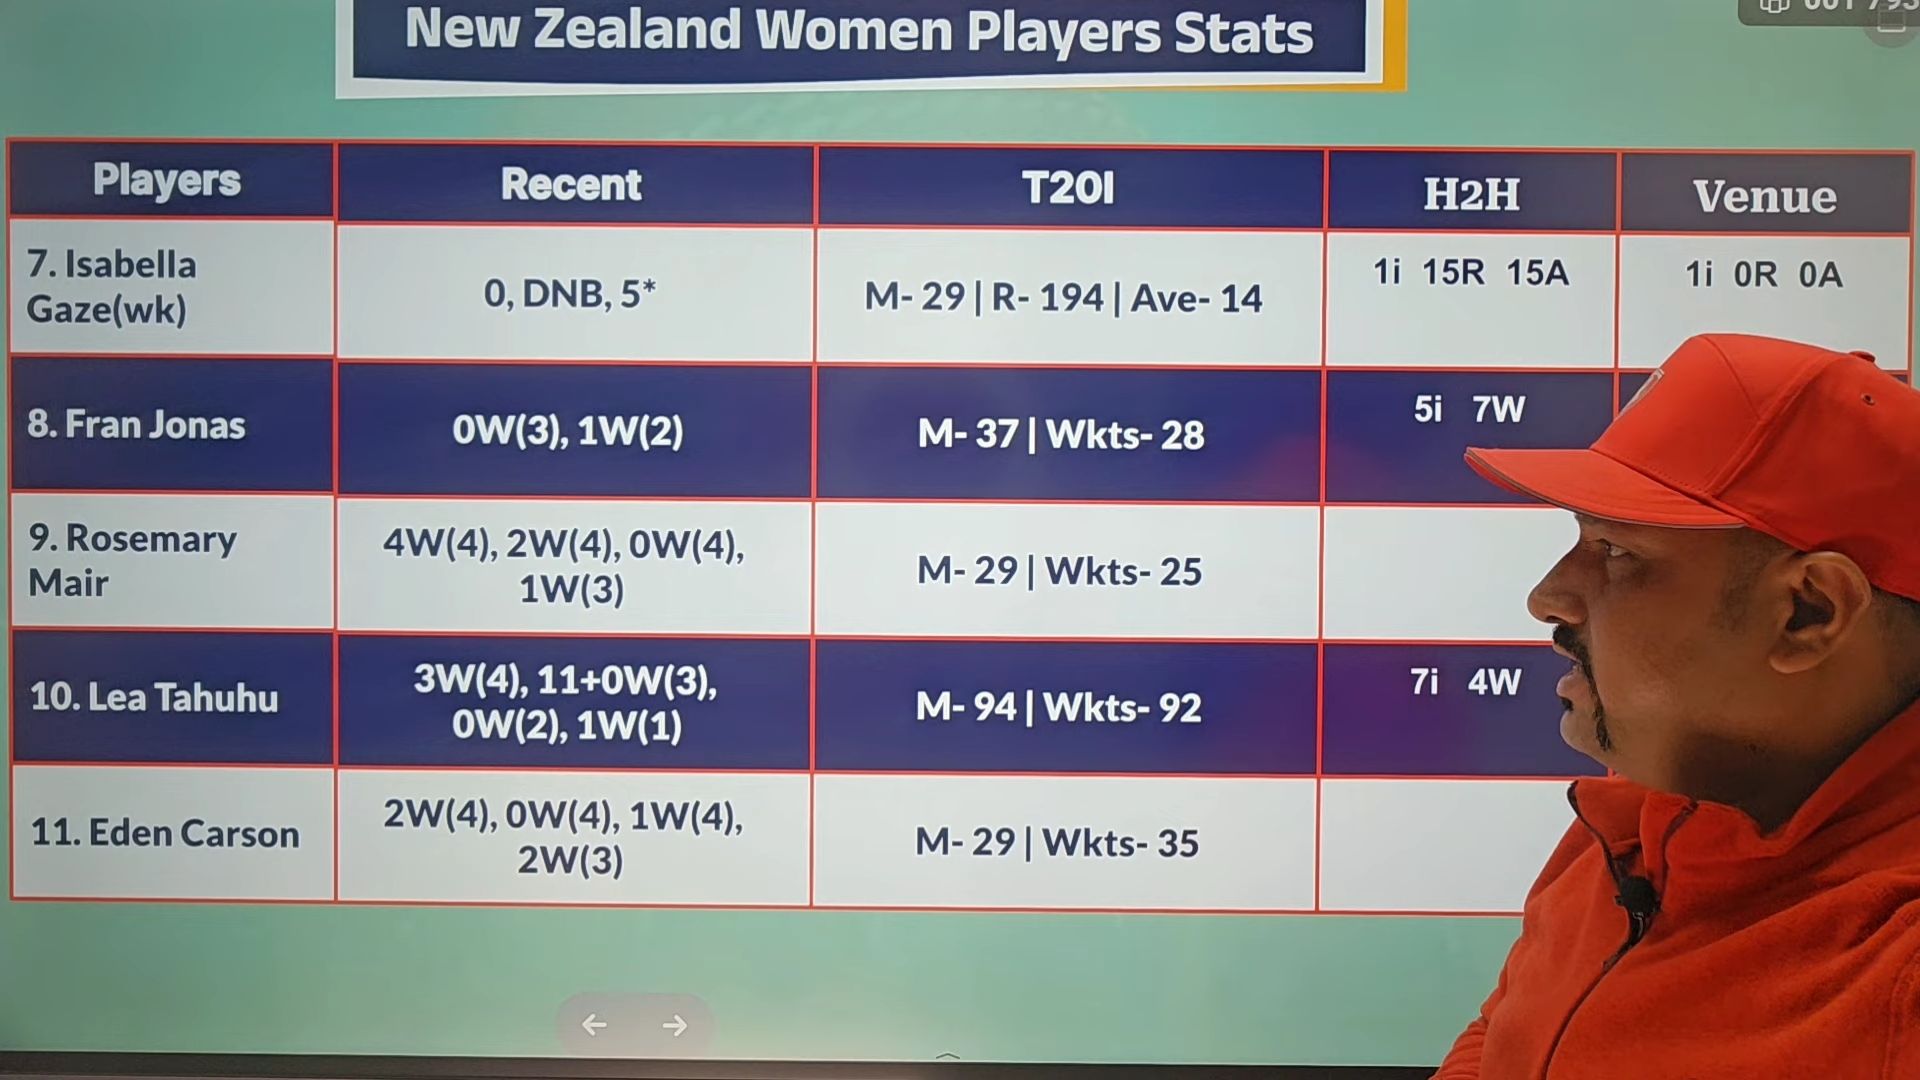 New Zealand Women Players Stats
Players Recent T20I H2H Venue
7. Isabella
Gaze(wk)
0, DNB, 5*
M- 29 | R- 194 | Ave- 14
1i 15R 15A
1i 0R 0A
8. Fran Jonas
0W(3), 1W(2)
M- 37 | Wkts- 28
5i 7W
9. Rosemary
Mair
4W(4), 2W(4), 0W(4),
1W(3)
M- 29 | Wkts- 25
10. Lea Tahuhu
3W(4), 11+0W(3),
0W(2), 1W(1)
M- 94 | Wkts- 92
7i 4W
11. Eden Carson
2W(4), 0W(4), 1W(4),
2W(3)
M- 29 | Wkts- 35